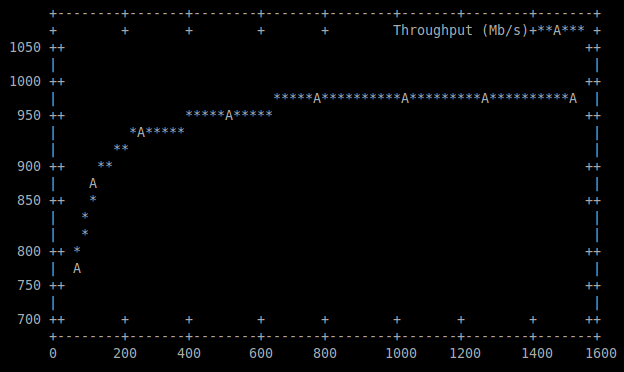 +--------+-------+--------+-------+--------+-------+--------+-------+
+        +       +        +       +        Throughput (Mb/s)+**A*** +
1050 ++                                                                 ++
|                                                                   |
1000 ++                                                                 ++
|                           *****A**********A*********A**********A  |
950 ++               *****A*****                                       ++
|         *A*****                                                   |
|       **                                                          |
900 ++    **                                                           ++
|    A                                                              |
850 ++   *                                                             ++
|   *                                                               |
|   *                                                               |
800 ++ *                                                               ++
|  A                                                                |
750 ++                                                                 ++
|                                                                   |
700 ++       +       +        +       +        +       +        +      ++
+--------+-------+--------+-------+--------+-------+--------+-------+
0 200 400 600 800 1000 1200 1400 1600